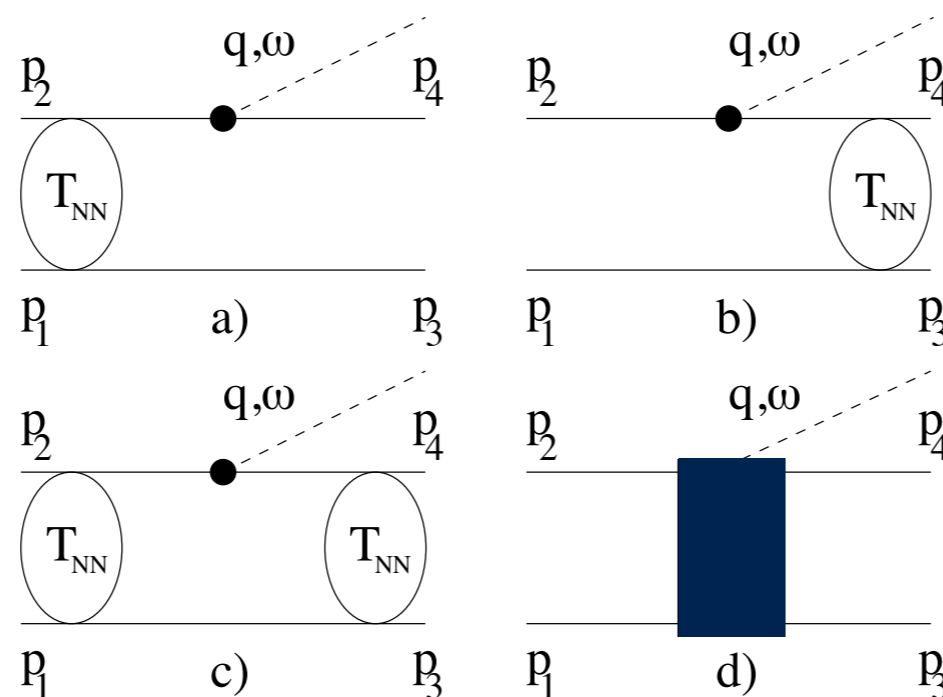 q,ω q,ω
p2 p4 p2 p4
TNN TNN
p1 a) p3 p1 b) p3
q,ω q,ω
p2 p4 p2 p4
TNN TNN
p1 c) p3 p1 d) p3